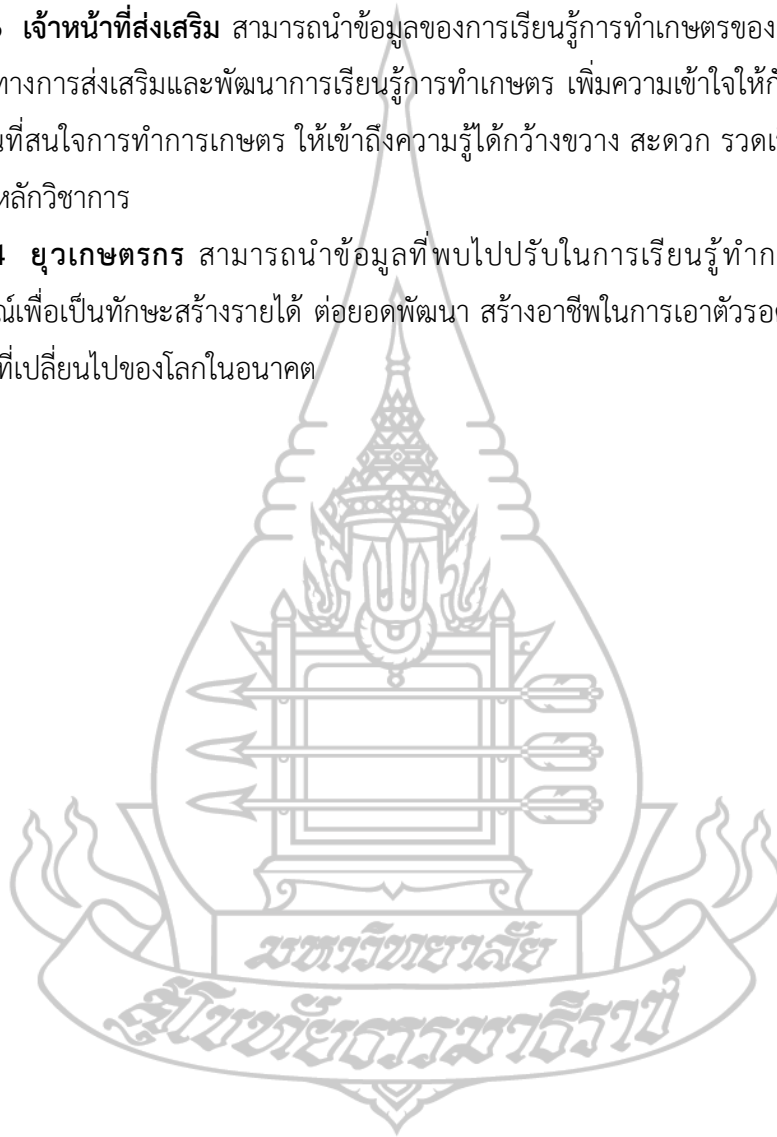 เจ้าหน้าที่ส่งเสริม สามารถนำข้อมูลของการเรียนรู้การทำเกษตรของ
ทางการส่งเสริมและพัฒนาการเรียนรู้การทำเกษตร เพิ่มความเข้าใจให้
ที่สนใจการทำการเกษตร ให้เข้าถึงความรู้ได้กว้างขวาง สะดวก
หลักวิชาการ
4 ยุวเกษตรกร สามารถนำข้อมูลที่พบไปปรับในการเรียนรู้ทำ
เพื่อเป็นทักษะสร้างรายได้ ต่อยอดพัฒนา สร้างอาชีพในการเอาตัวรอด
ที่เปลี่ยนไปของโลกในอนาคต
มหาวิทยาลัย
สุโขทัยธรรมาธิราช